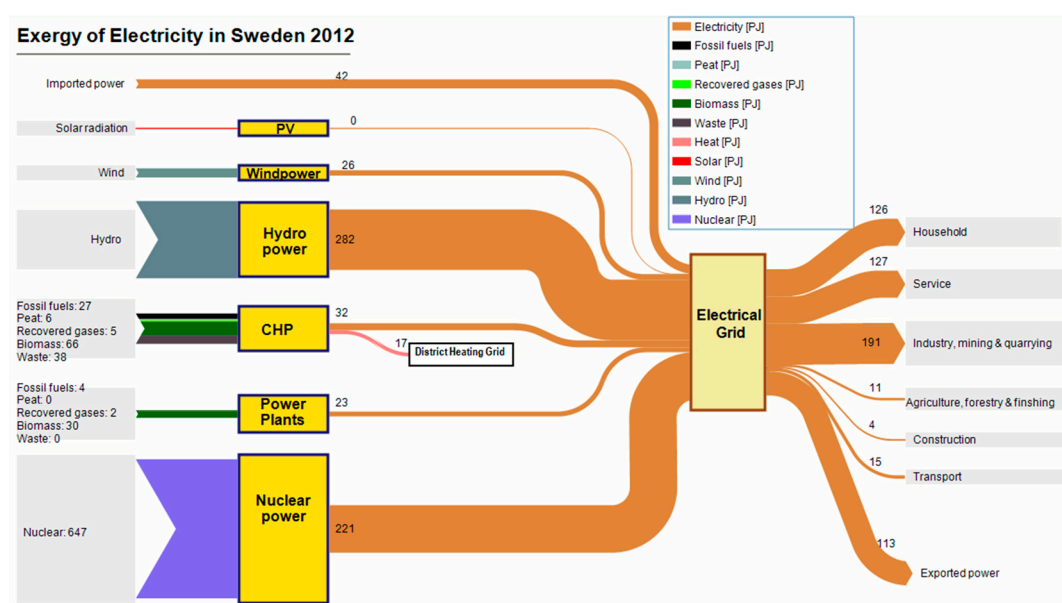 Exergy of Electricity in Sweden 2012
Electricity [PJ]
Fossil fuels [PJ]
Peat [PJ]
Recovered gases [PJ]
Biomass [PJ]
Waste [PJ]
Heat [PJ]
Solar [PJ]
Wind [PJ]
Hydro [PJ]
Nuclear [PJ]
Imported power
42
Solar radiation
PV
0
Wind
Windpower
26
Hydro
Hydro
power
282
Fossil fuels: 27
Peat: 6
Recovered gases: 5
Biomass: 66
Waste: 38
CHP
32
17
District Heating Grid
Fossil fuels: 4
Peat: 0
Recovered gases: 2
Biomass: 30
Waste: 0
Power
Plants
23
Nuclear: 647
Nuclear
power
221
Electrical
Grid
126
Household
127
Service
191
Industry, mining & quarrying
11
Agriculture, forestry & finshing
4
Construction
15
Transport
113
Exported power